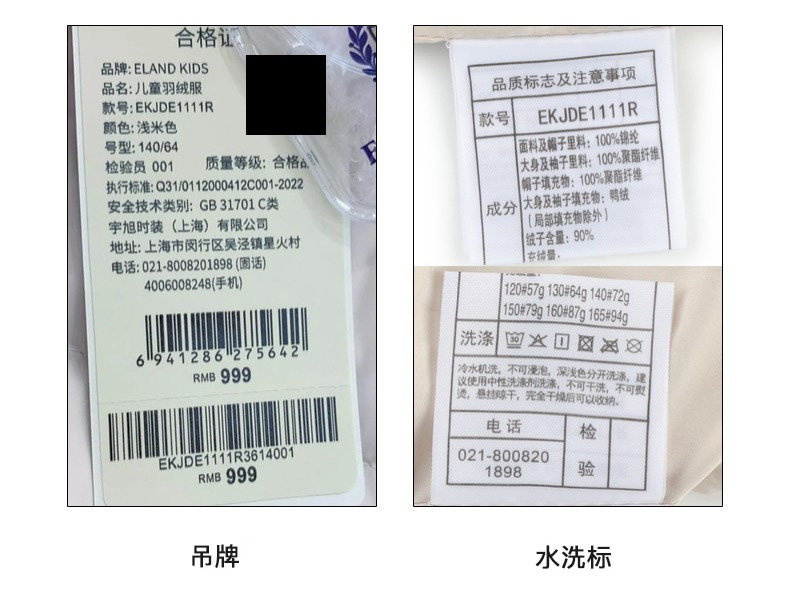 合格证
品牌: ELAND KIDS
品名: 儿童羽绒服
款号: EKJDE1111R
颜色: 浅米色
号型: 140/64
检验员 001 质量等级: 合格品
执行标准: Q31/0112000412C001-2022
安全技术类别: GB 31701 C类
宇旭时装（上海）有限公司
地址: 上海市闵行区吴泾镇星火村
电话: 021-8008201898 (固话)
4006008248(手机)
6 941286 275642
RMB 999
EKJDE1111R3614001
RMB 999
吊牌
品质标志及注意事项
款号 EKJDE1111R
成分
面料及帽子里料: 100%锦纶
大身及袖子里料: 100%聚酯纤维
帽子填充物: 100%聚酯纤维
大身及袖子填充物: 鸭绒
(局部填充物除外)
绒子含量: 90%
充绒量:
120#57g 130#64g 140#72g
150#79g 160#87g 165#94g
洗涤
30
冷水机洗，不可浸泡，深浅色分开洗涤，建
议使用中性洗涤剂洗涤，不可干洗，不可熨
烫，悬挂晾干，完全干燥后可以收纳。
电话
021-800820
1898
检
验
水洗标